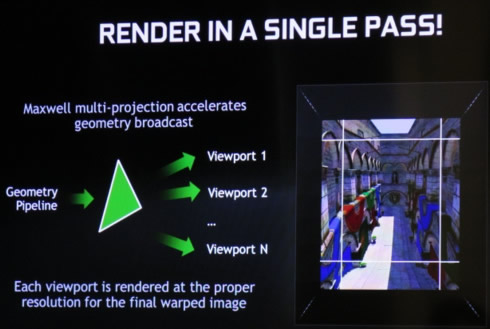 RENDER IN A SINGLE PASS!
Maxwell multi-projection accelerates
geometry broadcast
Geometry
Pipeline
Viewport 1
Viewport 2
...
Viewport N
Each viewport is rendered at the proper
resolution for the final warped image